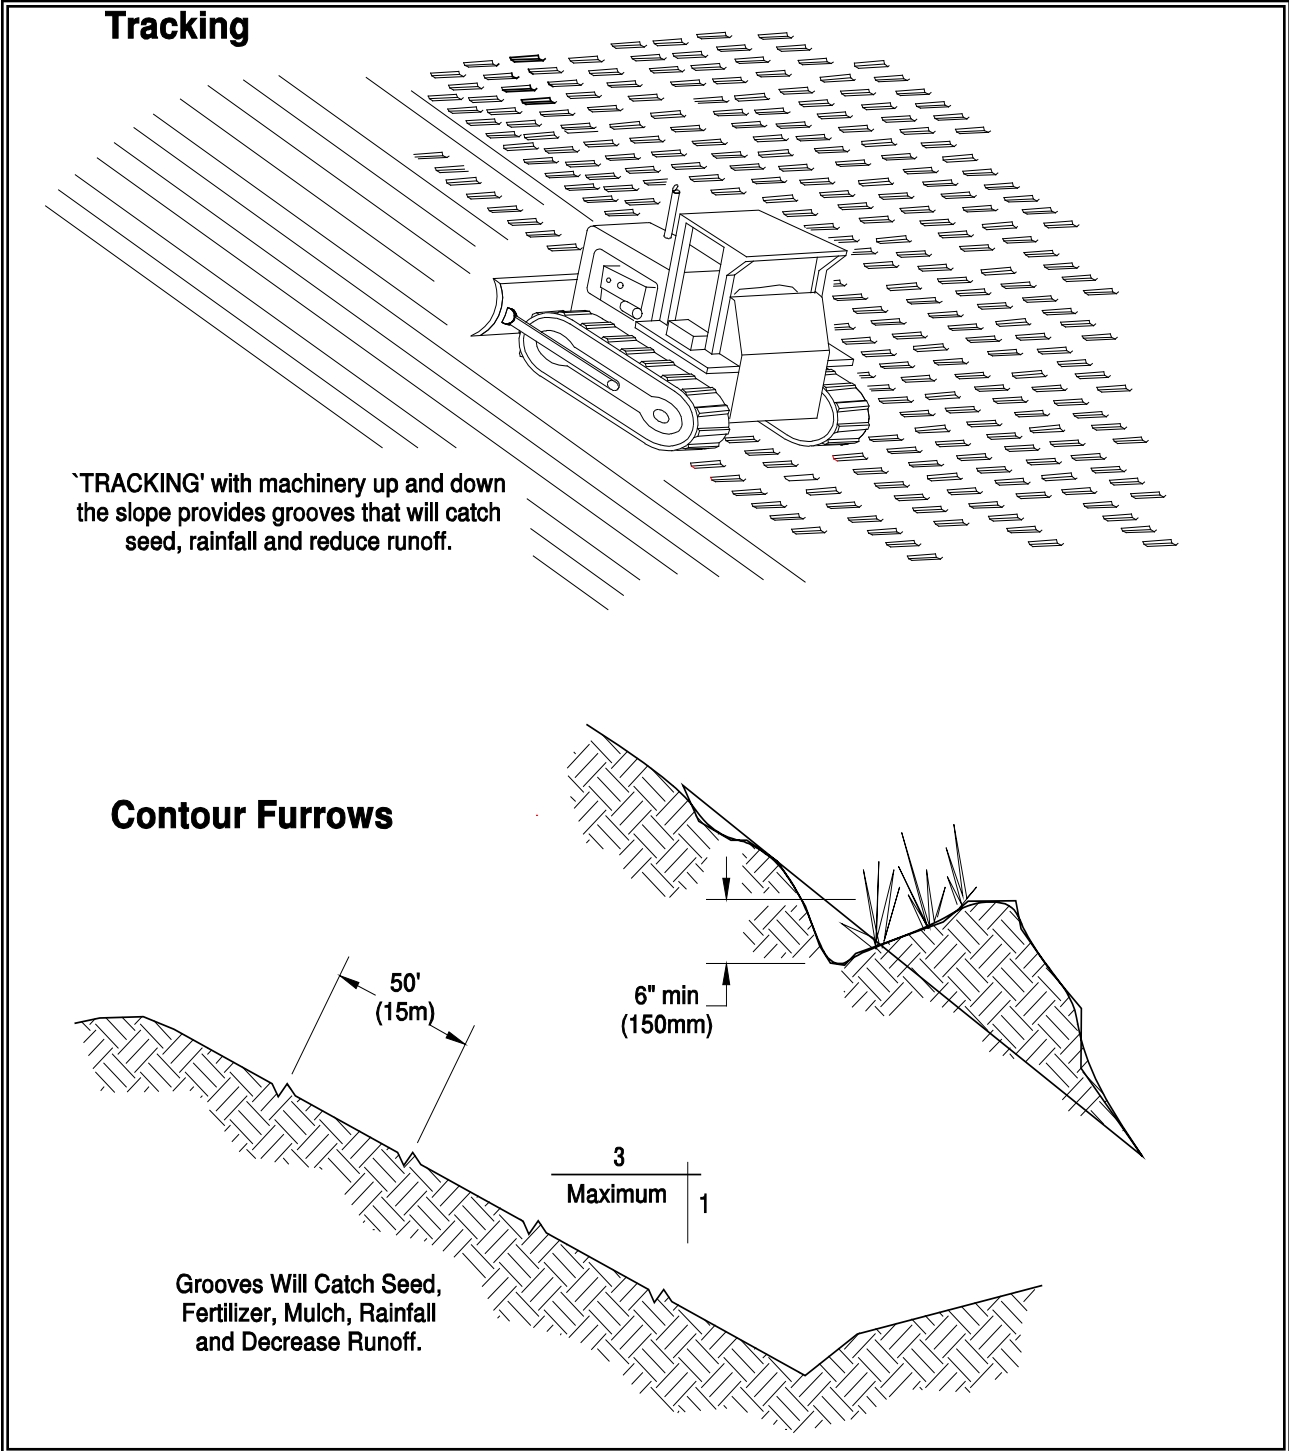 Tracking
`TRACKING' with machinery up and down
the slope provides grooves that will catch
seed, rainfall and reduce runoff.
Contour Furrows
50'
(15m)
6" min
(150mm)
3
Maximum
1
Grooves Will Catch Seed,
Fertilizer, Mulch, Rainfall
and Decrease Runoff.